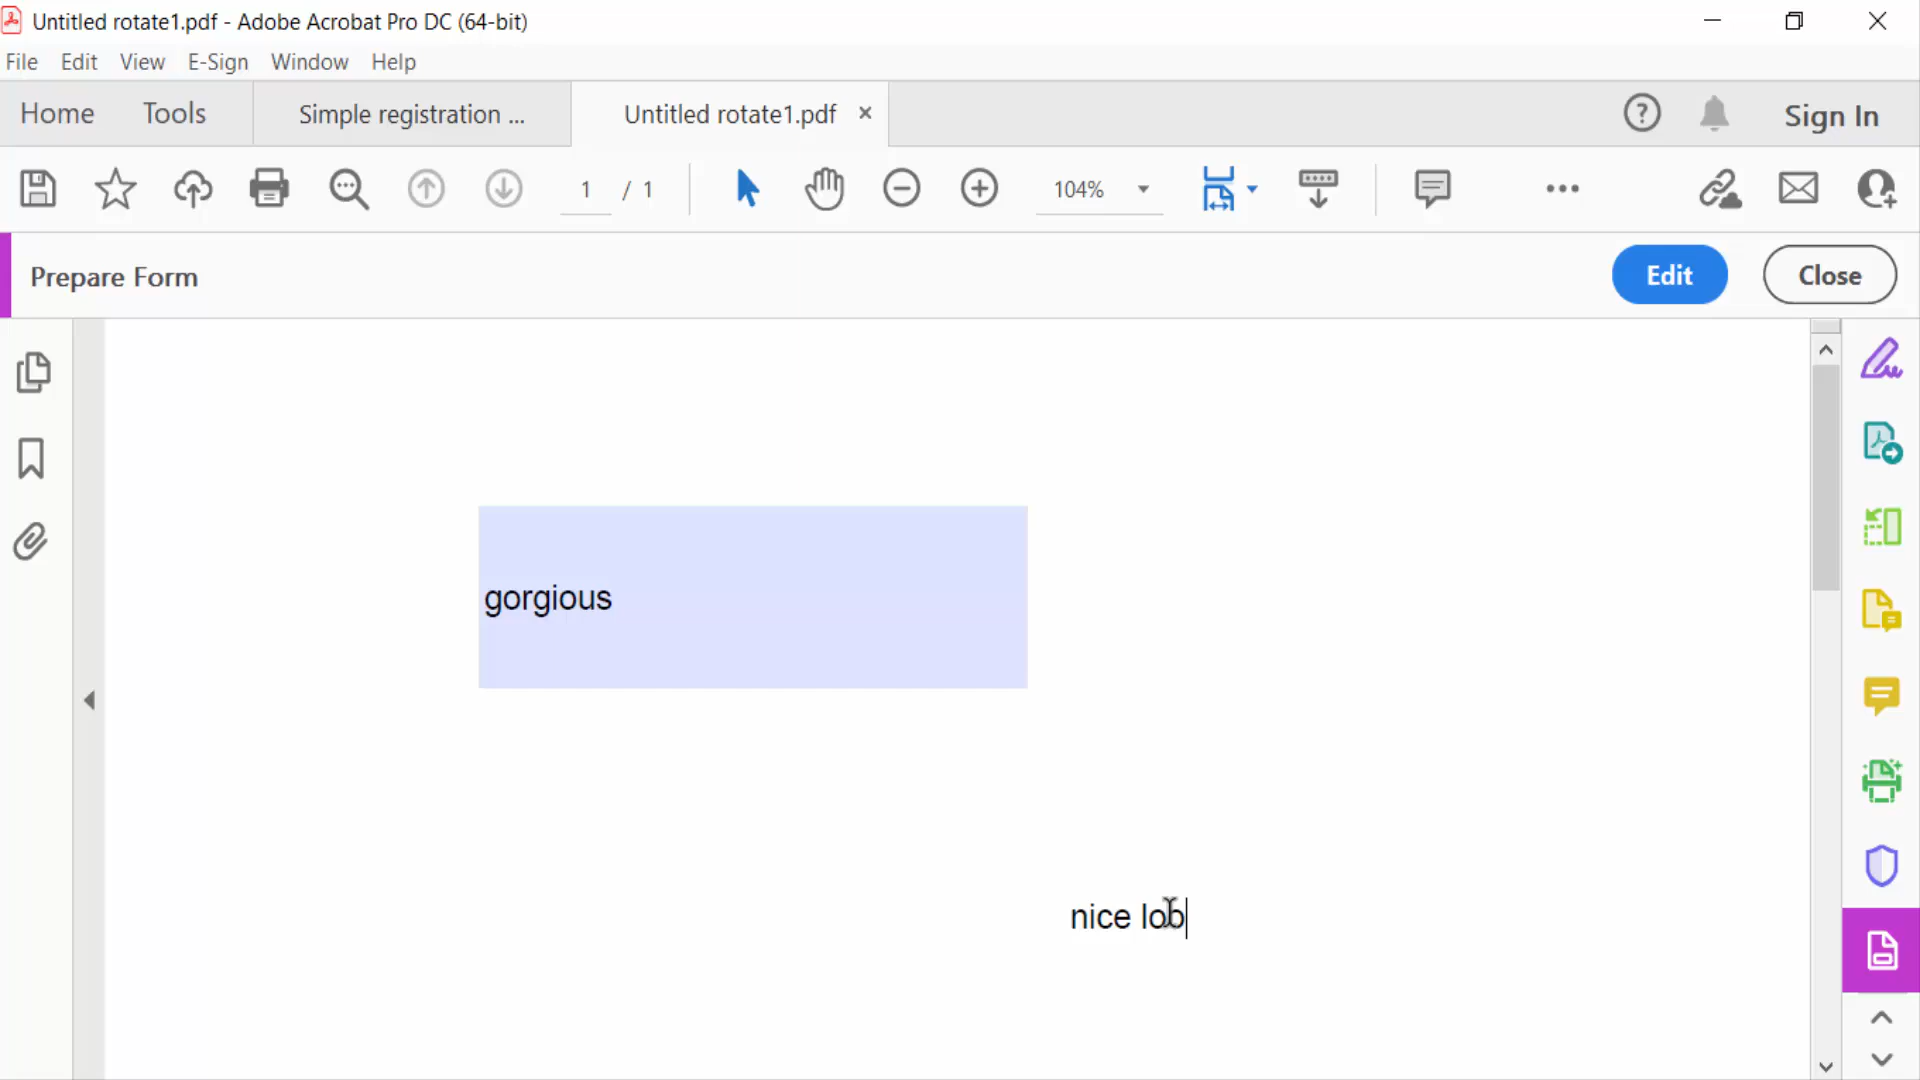 Untitled rotate1.pdf - Adobe Acrobat Pro DC (64-bit)
File Edit View E-Sign Window Help
Home Tools Simple registration ... Untitled rotate1.pdf × Sign In
1 / 1 104%
Prepare Form Edit Close
gorgious
nice lob